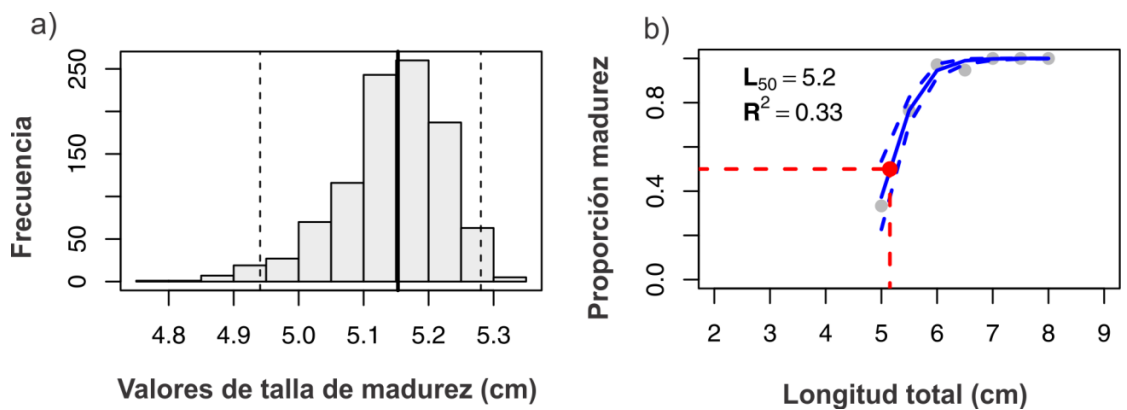 a)
Frecuencia
250
150
50
0
4.8 4.9 5.0 5.1 5.2 5.3
Valores de talla de madurez (cm)
b)
Proporción madurez
0.8
0.4
0.0
L50 = 5.2
R2 = 0.33
2 3 4 5 6 7 8 9
Longitud total (cm)